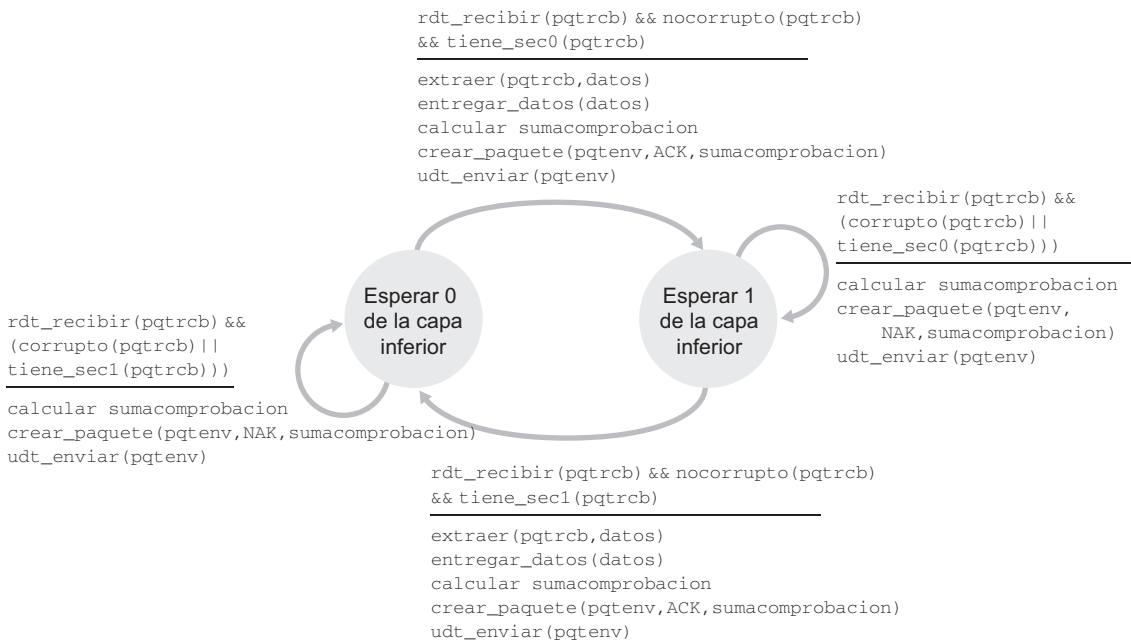 rdt_recibir(pqtrcb) && nocorrupto(pqtrcb)
&& tiene_sec0(pqtrcb)
extraer(pqtrcb,datos)
entregar_datos(datos)
calcular sumacomprobacion
crear_paquete(pqtenv,ACK,sumacomprobacion)
udt_enviar(pqtenv)
rdt_recibir(pqtrcb) &&
(corrupto(pqtrcb)||
tiene_sec0(pqtrcb)))
calcular sumacomprobacion
crear_paquete(pqtenv,
NAK,sumacomprobacion)
udt_enviar(pqtenv)
Esperar 0
de la capa
inferior
Esperar 1
de la capa
inferior
rdt_recibir(pqtrcb) &&
(corrupto(pqtrcb)||
tiene_sec1(pqtrcb)))
calcular sumacomprobacion
crear_paquete(pqtenv,NAK,sumacomprobacion)
udt_enviar(pqtenv)
rdt_recibir(pqtrcb) && nocorrupto(pqtrcb)
&& tiene_sec1(pqtrcb)
extraer(pqtrcb,datos)
entregar_datos(datos)
calcular sumacomprobacion
crear_paquete(pqtenv,ACK,sumacomprobacion)
udt_enviar(pqtenv)